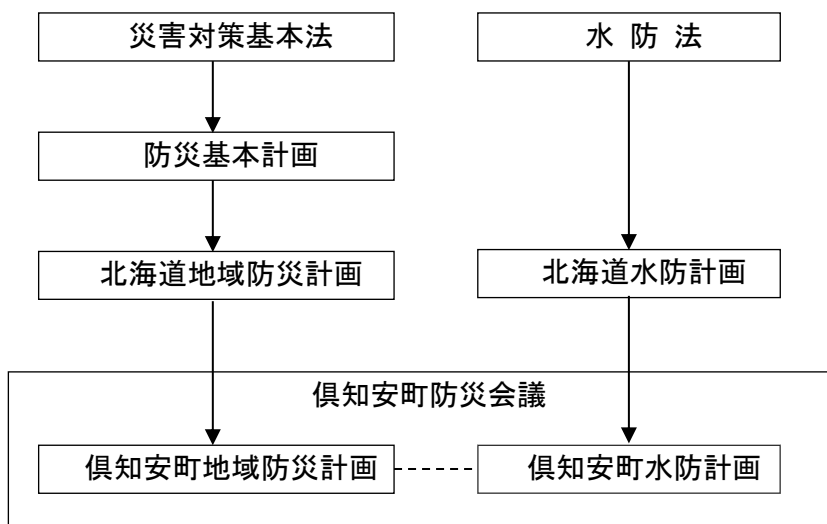 災害対策基本法
水 防 法
防災基本計画
北海道地域防災計画
北海道水防計画
倶知安町防災会議
倶知安町地域防災計画
倶知安町水防計画